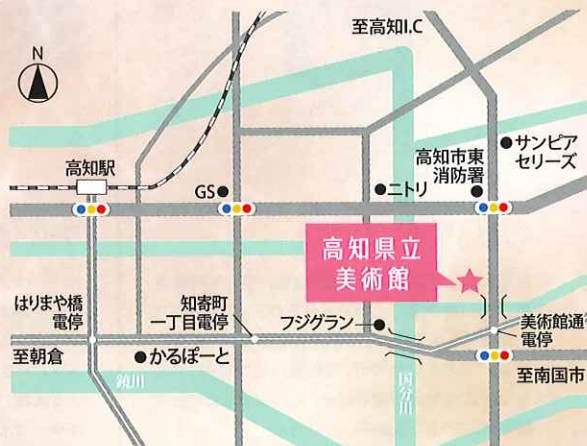 至高知I.C
N
サンピア
セリーズ
高知市東
消防署
高知駅
GS
ニトリ
高知県立
美術館
はりまや橋
電停
知寄町
一丁目電停
フジグラン
美術館通
電停
至朝倉
かるぽーと
鏡川
国分川
至南国市